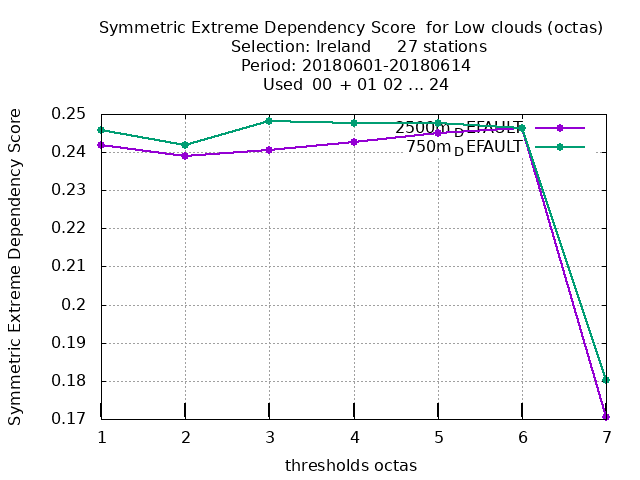 Symmetric Extreme Dependency Score  for Low clouds (octas)
Selection: Ireland     27 stations
Period: 20180601-20180614
Used  00 + 01 02 ... 24
Symmetric Extreme Dependency Score
0.25
0.24
0.23
0.22
0.21
0.2
0.19
0.18
0.17
2500m_DEFAULT
750m_DEFAULT
1 2 3 4 5 6 7
thresholds octas